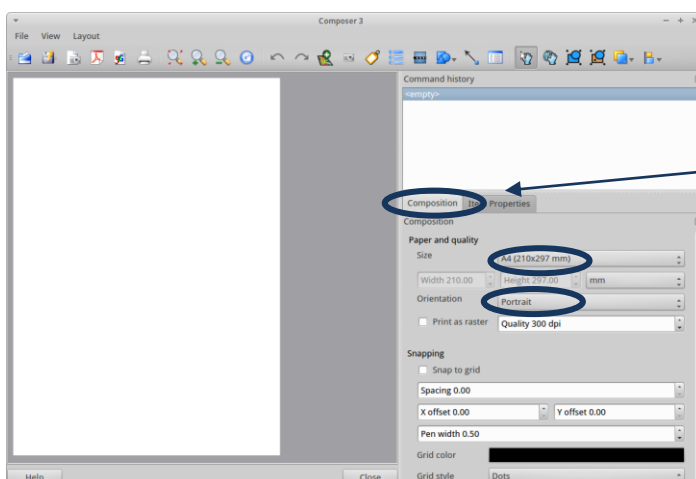 Composer 3
File View Layout
Command history
<empty>
Composition Properties
Composition
Paper and quality
Size A4 (210x297 mm)
Width 210.00 Height 297.00 mm
Orientation Portrait
Print as raster Quality 300 dpi
Snapping
Snap to grid
Spacing 0.00
X offset 0.00 Y offset 0.00
Pen width 0.50
Grid color
Grid style Dots
Help Close